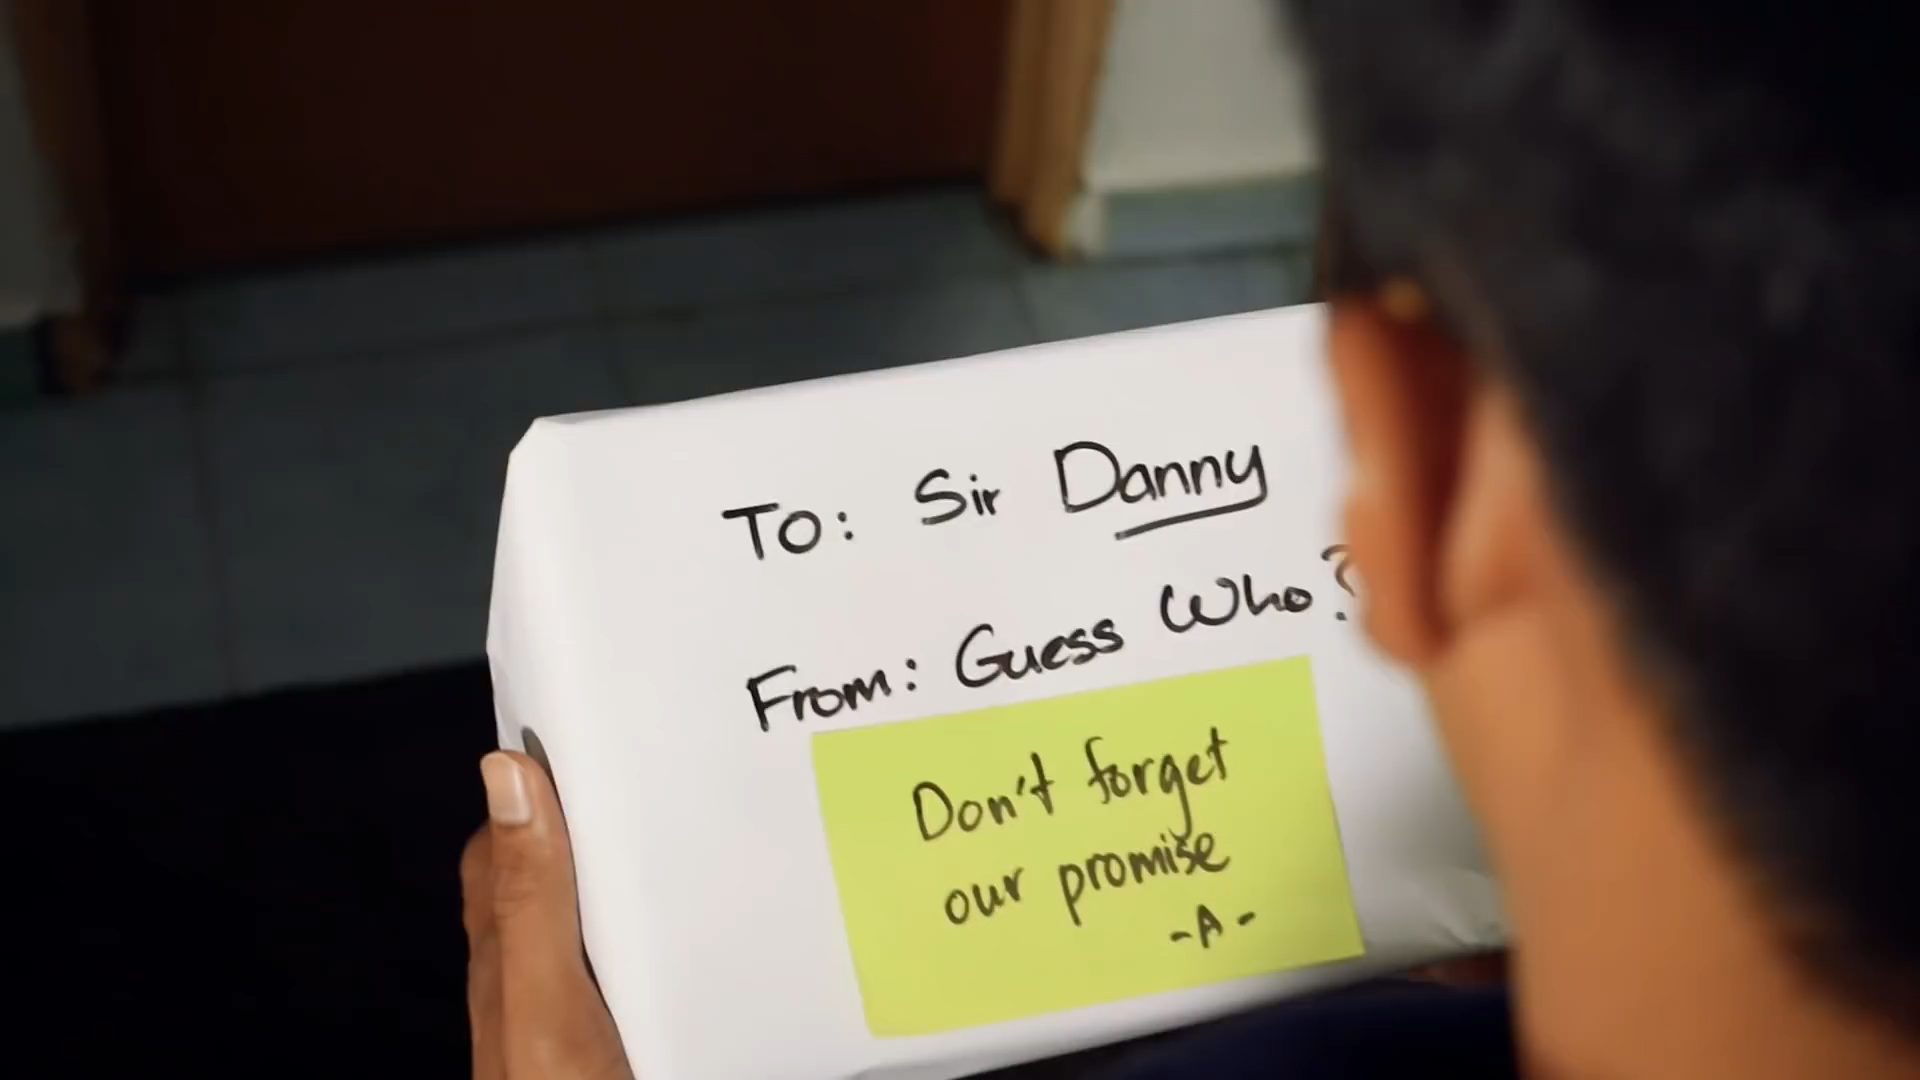 To: Sir Danny
From: Guess Who?
Don't forget
our promise
-A-